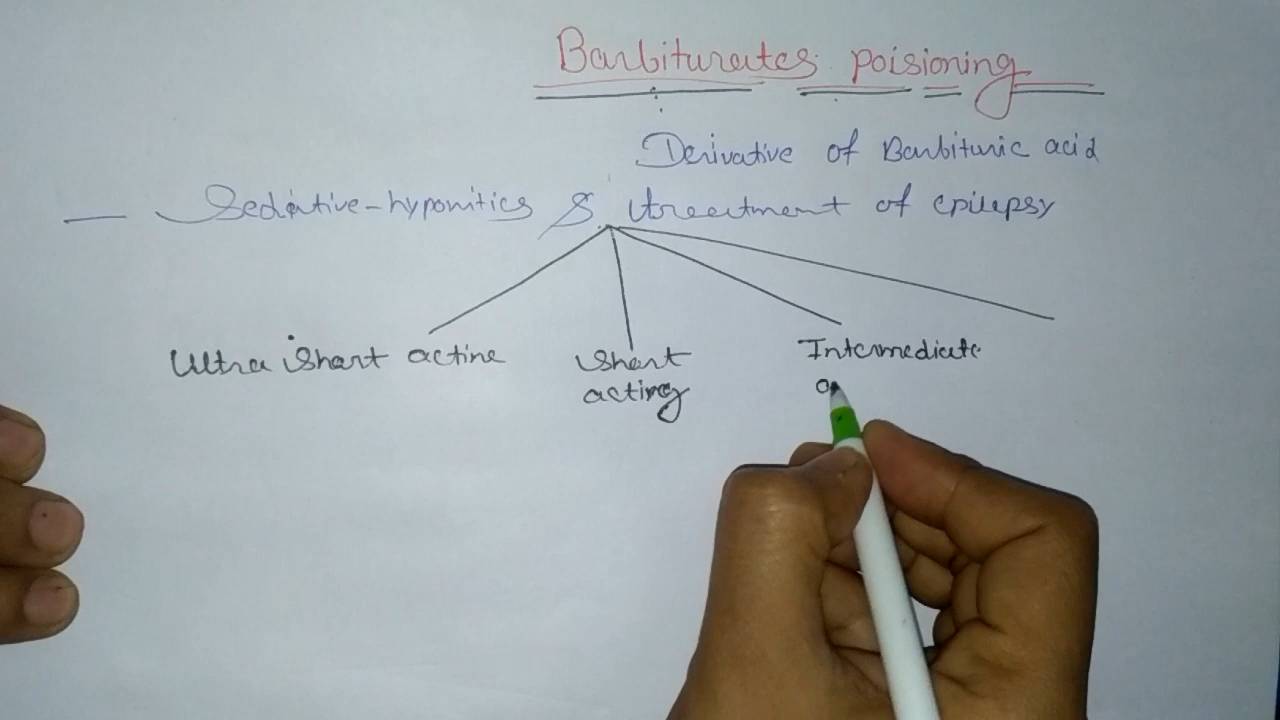 Barbiturates poisioning
Derivative of Barbituric acid
— Sedative-hyponitics & treatment of epilepsy
Ultra short actine
short
acting
Intermediate
a